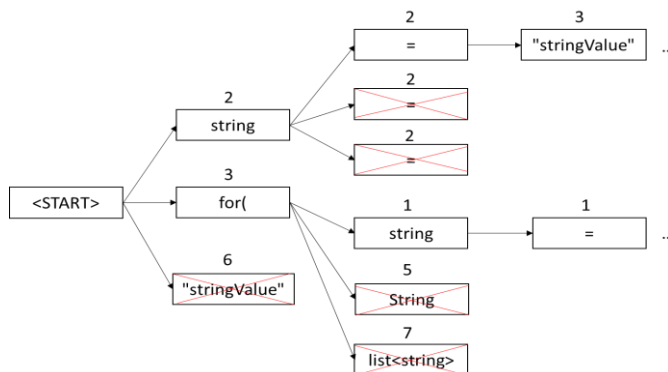 2
=
3
"stringValue"
..
2
string
2
=
2
=
<START>
3
for(
1
string
1
=
..
6
"stringValue"
5
String
7
list<string>